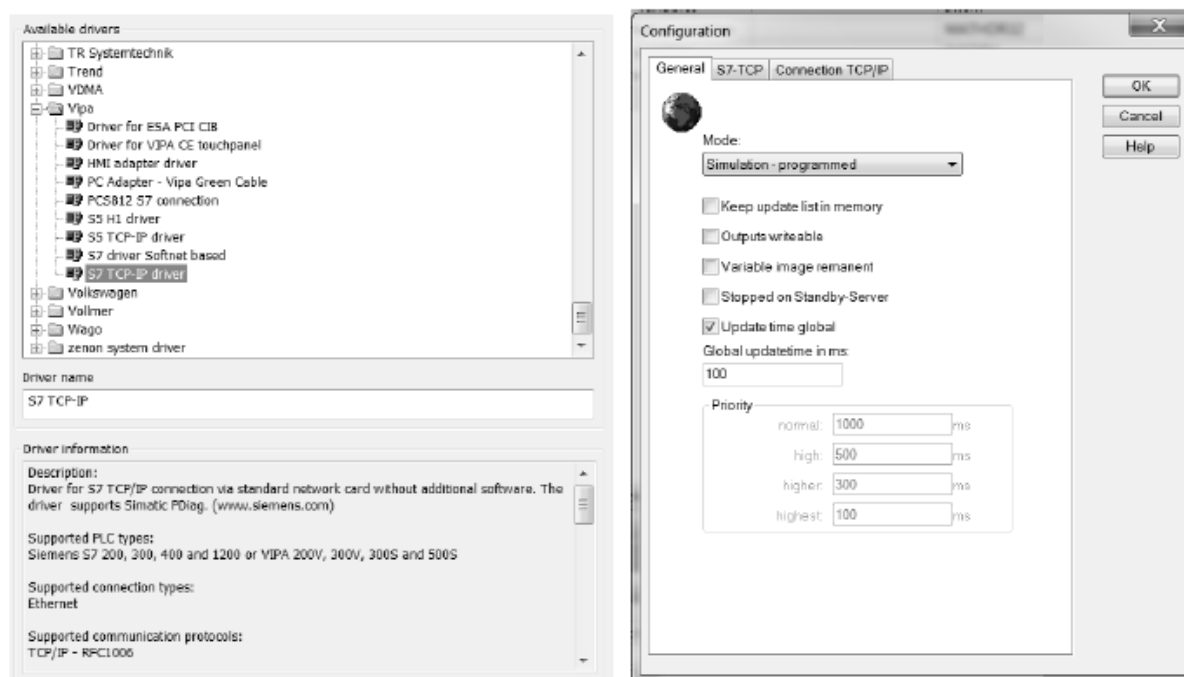 Available drivers
TR Systemtechnik
Trend
VDMA
Vipa
Driver for ESA PCI CIB
Driver for VIPA CE touchpanel
HMI adapter driver
PC Adapter - Vipa Green Cable
PCS812 S7 connection
S5 H1 driver
S5 TCP-IP driver
S7 driver Softnet based
S7 TCP-IP driver
Volkswagen
Vollmer
Wago
zenon system driver
Driver name
S7 TCP-IP
Driver information
Description:
Driver for S7 TCP/IP connection via standard network card without additional software. The
driver supports Simatic PDiag. (www.siemens.com)
Supported PLC types:
Siemens S7 200, 300, 400 and 1200 or VIPA 200V, 300V, 300S and 500S
Supported connection types:
Ethernet
Supported communication protocols:
TCP/IP - RFC1006
Configuration
General S7-TCP Connection TCP/IP
OK
Cancel
Help
Mode:
Simulation - programmed
Keep update list in memory
Outputs writeable
Variable image remanent
Stopped on Standby-Server
Update time global
Global updatetime in ms:
100
Priority
normal: 1000 ms
high: 500 ms
higher: 300 ms
highest: 100 ms